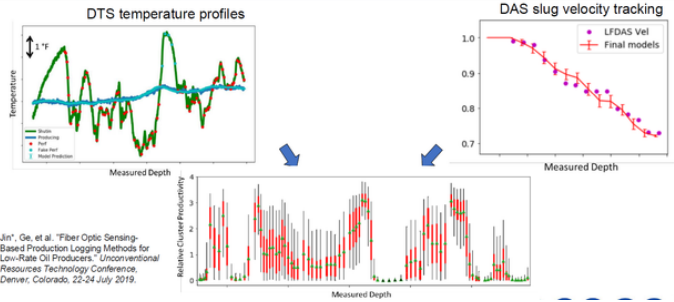 DTS temperature profiles
DAS slug velocity tracking
1 °F
Temperature
ShutIn
Producing
Perf
Fake Perf
Model Prediction
Measured Depth
LFDAS Vel
Final models
1.0
0.9
0.8
0.7
Measured Depth
Relative Cluster Productivity
4
3
2
1
0
Measured Depth
Jin*, Ge, et al. "Fiber Optic Sensing-
Based Production Logging Methods for
Low-Rate Oil Producers." Unconventional
Resources Technology Conference,
Denver, Colorado, 22-24 July 2019.